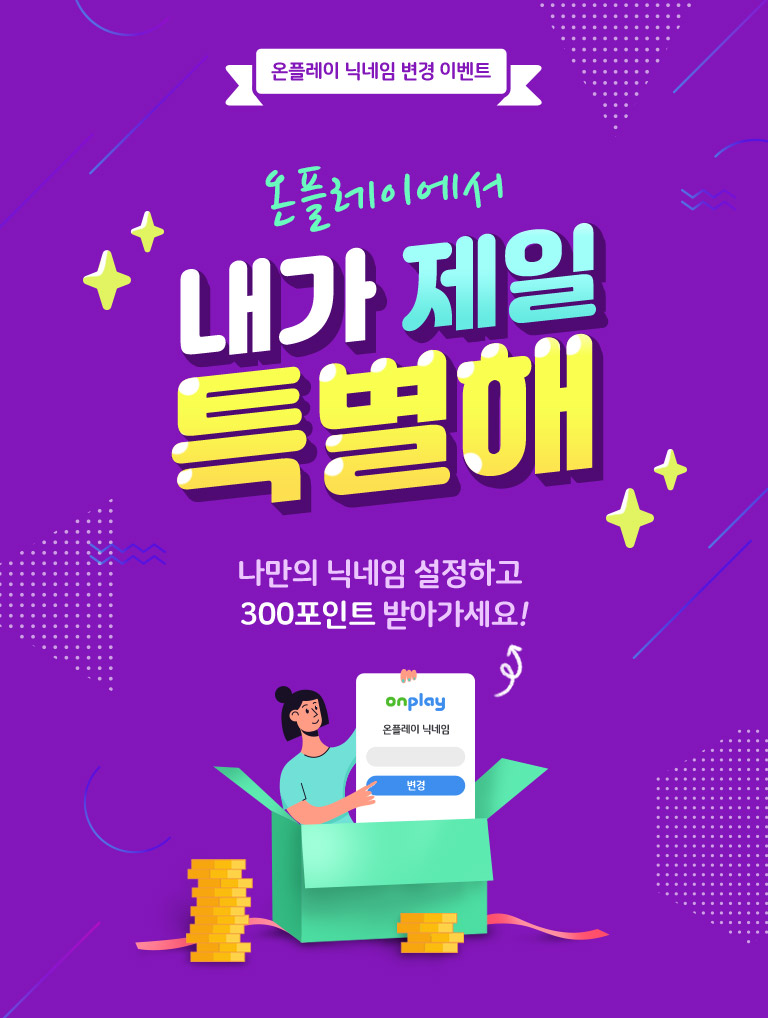 온플레이 닉네임 변경 이벤트
온플레이에서
내가 제일
특별해
나만의 닉네임 설정하고
300포인트 받아가세요!
onplay
온플레이 닉네임
변경